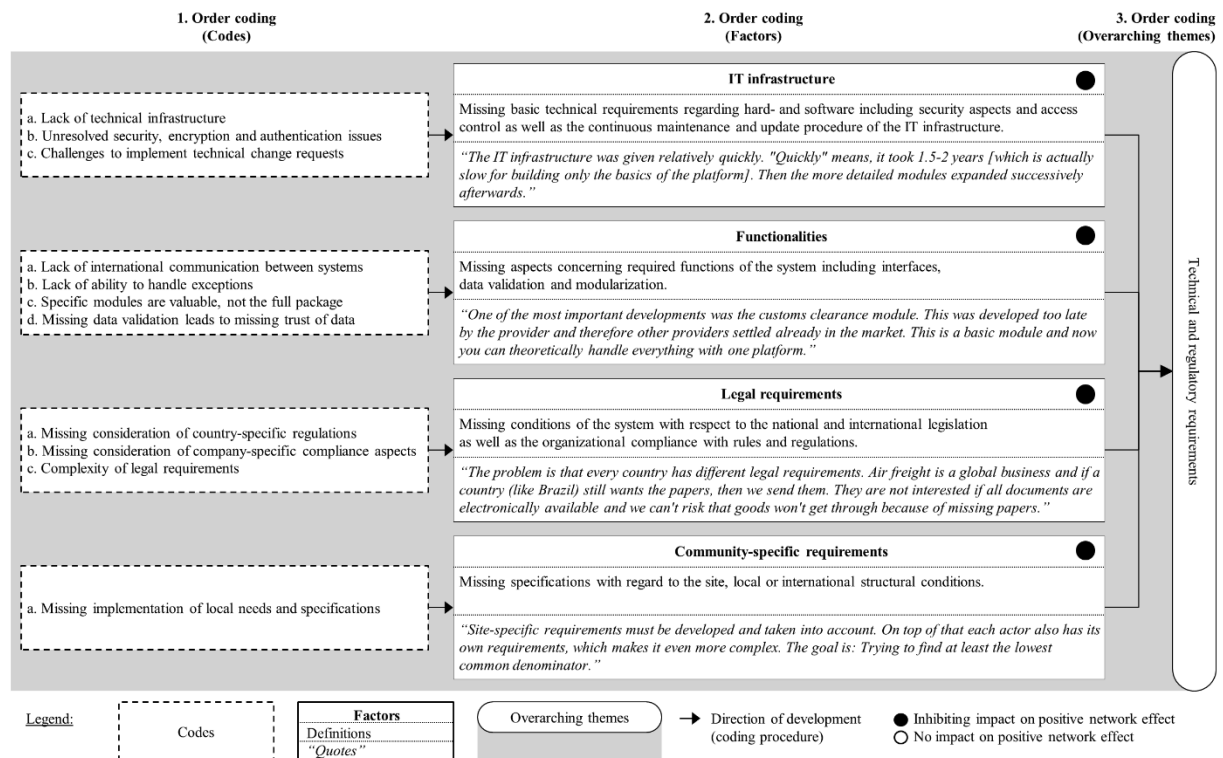 1. Order coding
(Codes)
2. Order coding
(Factors)
3. Order coding
(Overarching themes)
a. Lack of technical infrastructure
b. Unresolved security, encryption and authentication issues
c. Challenges to implement technical change requests
IT infrastructure
Missing basic technical requirements regarding hard- and software including security aspects and access
control as well as the continuous maintenance and update procedure of the IT infrastructure.
“The IT infrastructure was given relatively quickly. "Quickly" means, it took 1.5-2 years [which is actually
slow for building only the basics of the platform]. Then the more detailed modules expanded successively
afterwards.”
a. Lack of international communication between systems
b. Lack of ability to handle exceptions
c. Specific modules are valuable, not the full package
d. Missing data validation leads to missing trust of data
Functionalities
Missing aspects concerning required functions of the system including interfaces,
data validation and modularization.
“One of the most important developments was the customs clearance module. This was developed too late
by the provider and therefore other providers settled already in the market. This is a basic module and now
you can theoretically handle everything with one platform.”
a. Missing consideration of country-specific regulations
b. Missing consideration of company-specific compliance aspects
c. Complexity of legal requirements
Legal requirements
Missing conditions of the system with respect to the national and international legislation
as well as the organizational compliance with rules and regulations.
“The problem is that every country has different legal requirements. Air freight is a global business and if a
country (like Brazil) still wants the papers, then we send them. They are not interested if all documents are
electronically available and we can't risk that goods won't get through because of missing papers.”
a. Missing implementation of local needs and specifications
Community-specific requirements
Missing specifications with regard to the site, local or international structural conditions.
“Site-specific requirements must be developed and taken into account. On top of that each actor also has its
own requirements, which makes it even more complex. The goal is: Trying to find at least the lowest
common denominator.”
Technical and regulatory requirements
Legend:
Codes
Factors
Definitions
“Quotes”
Overarching themes
Direction of development
(coding procedure)
Inhibiting impact on positive network effect
No impact on positive network effect